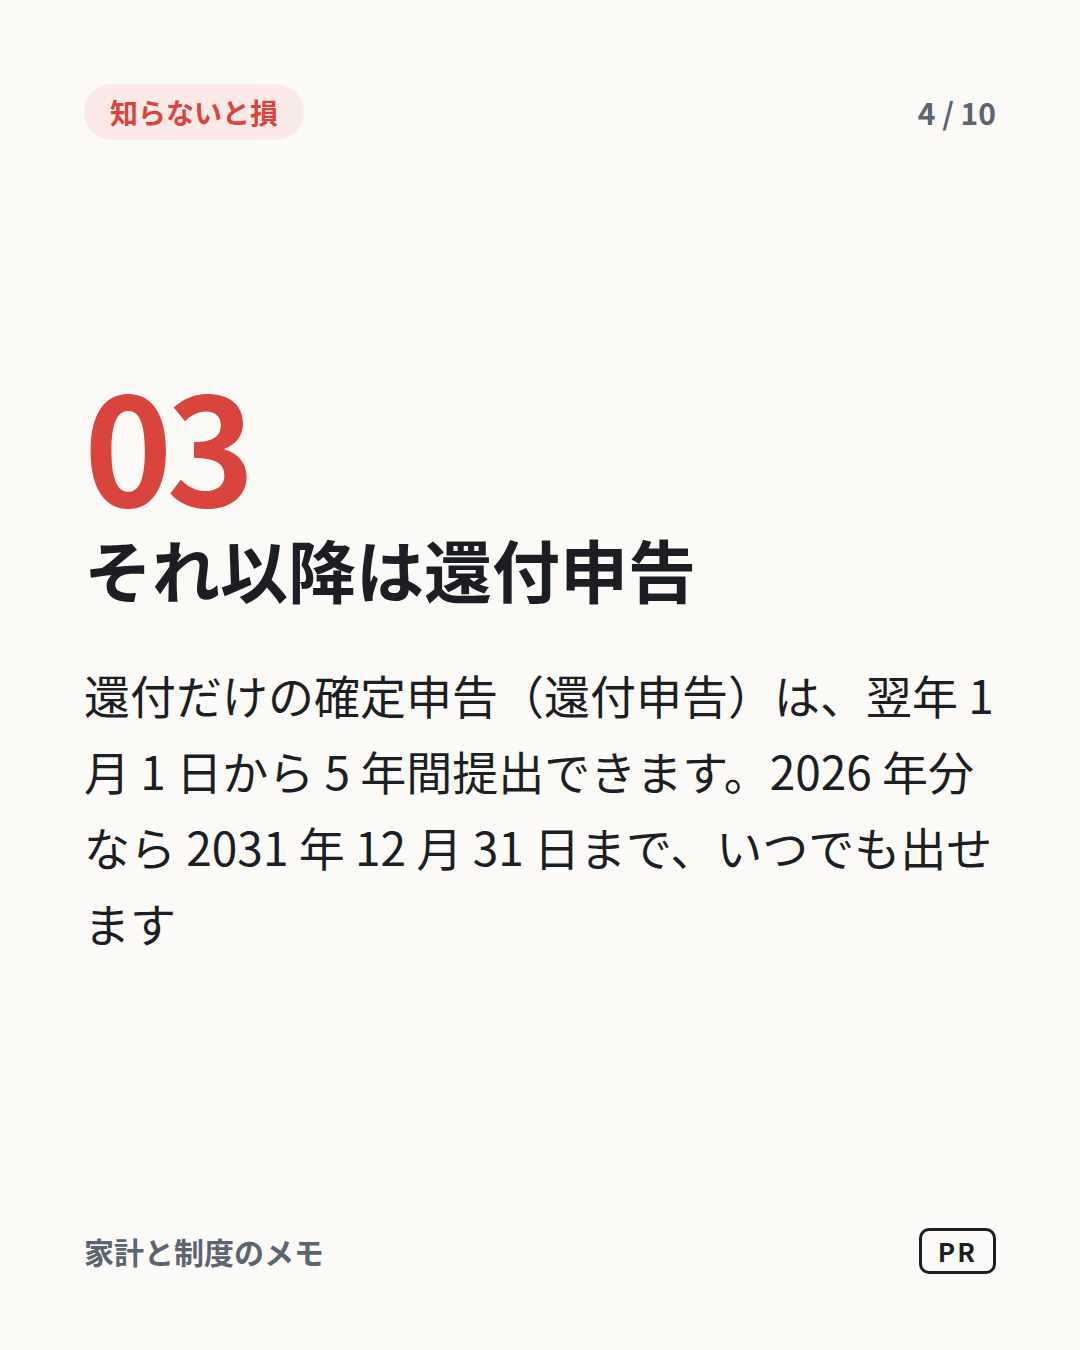 知らないと損
4 / 10
03
それ以降は還付申告
還付だけの確定申告（還付申告）は、翌年 1
月 1 日から 5 年間提出できます。2026 年分
なら 2031 年 12 月 31 日まで、いつでも出せ
ます
家計と制度のメモ
PR